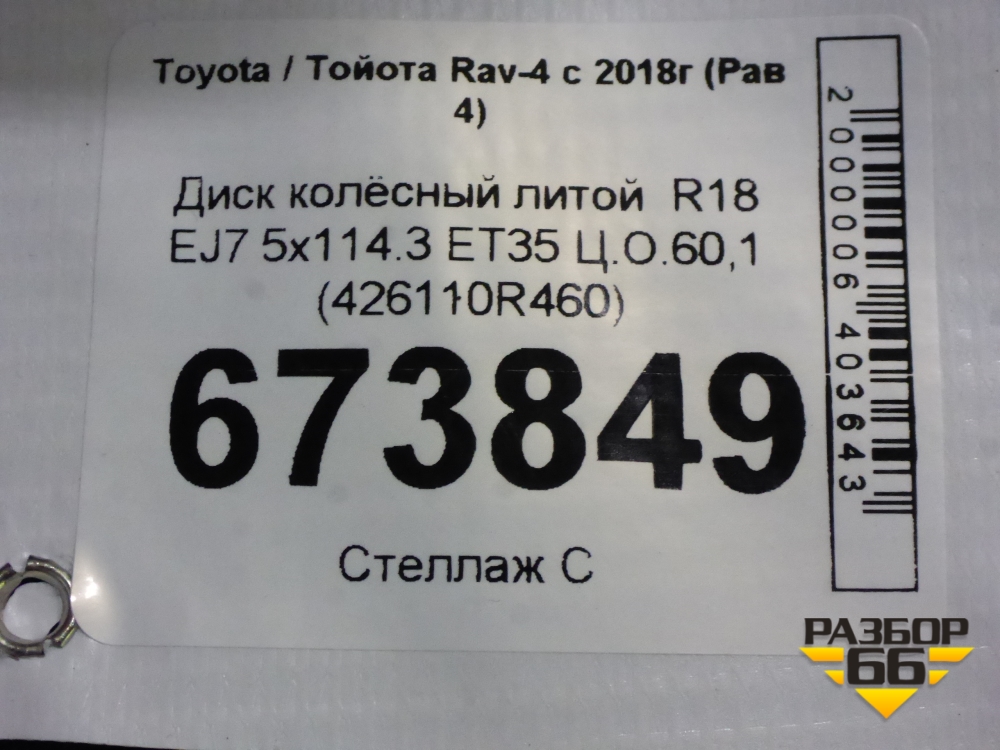 Toyota / Тойота Rav-4 с 2018г (Рав
4)
Диск колёсный литой R18
EJ7 5x114.3 ET35 Ц.О.60,1
(426110R460)
673849
Стеллаж С
2000006403643
РАЗБОР
66